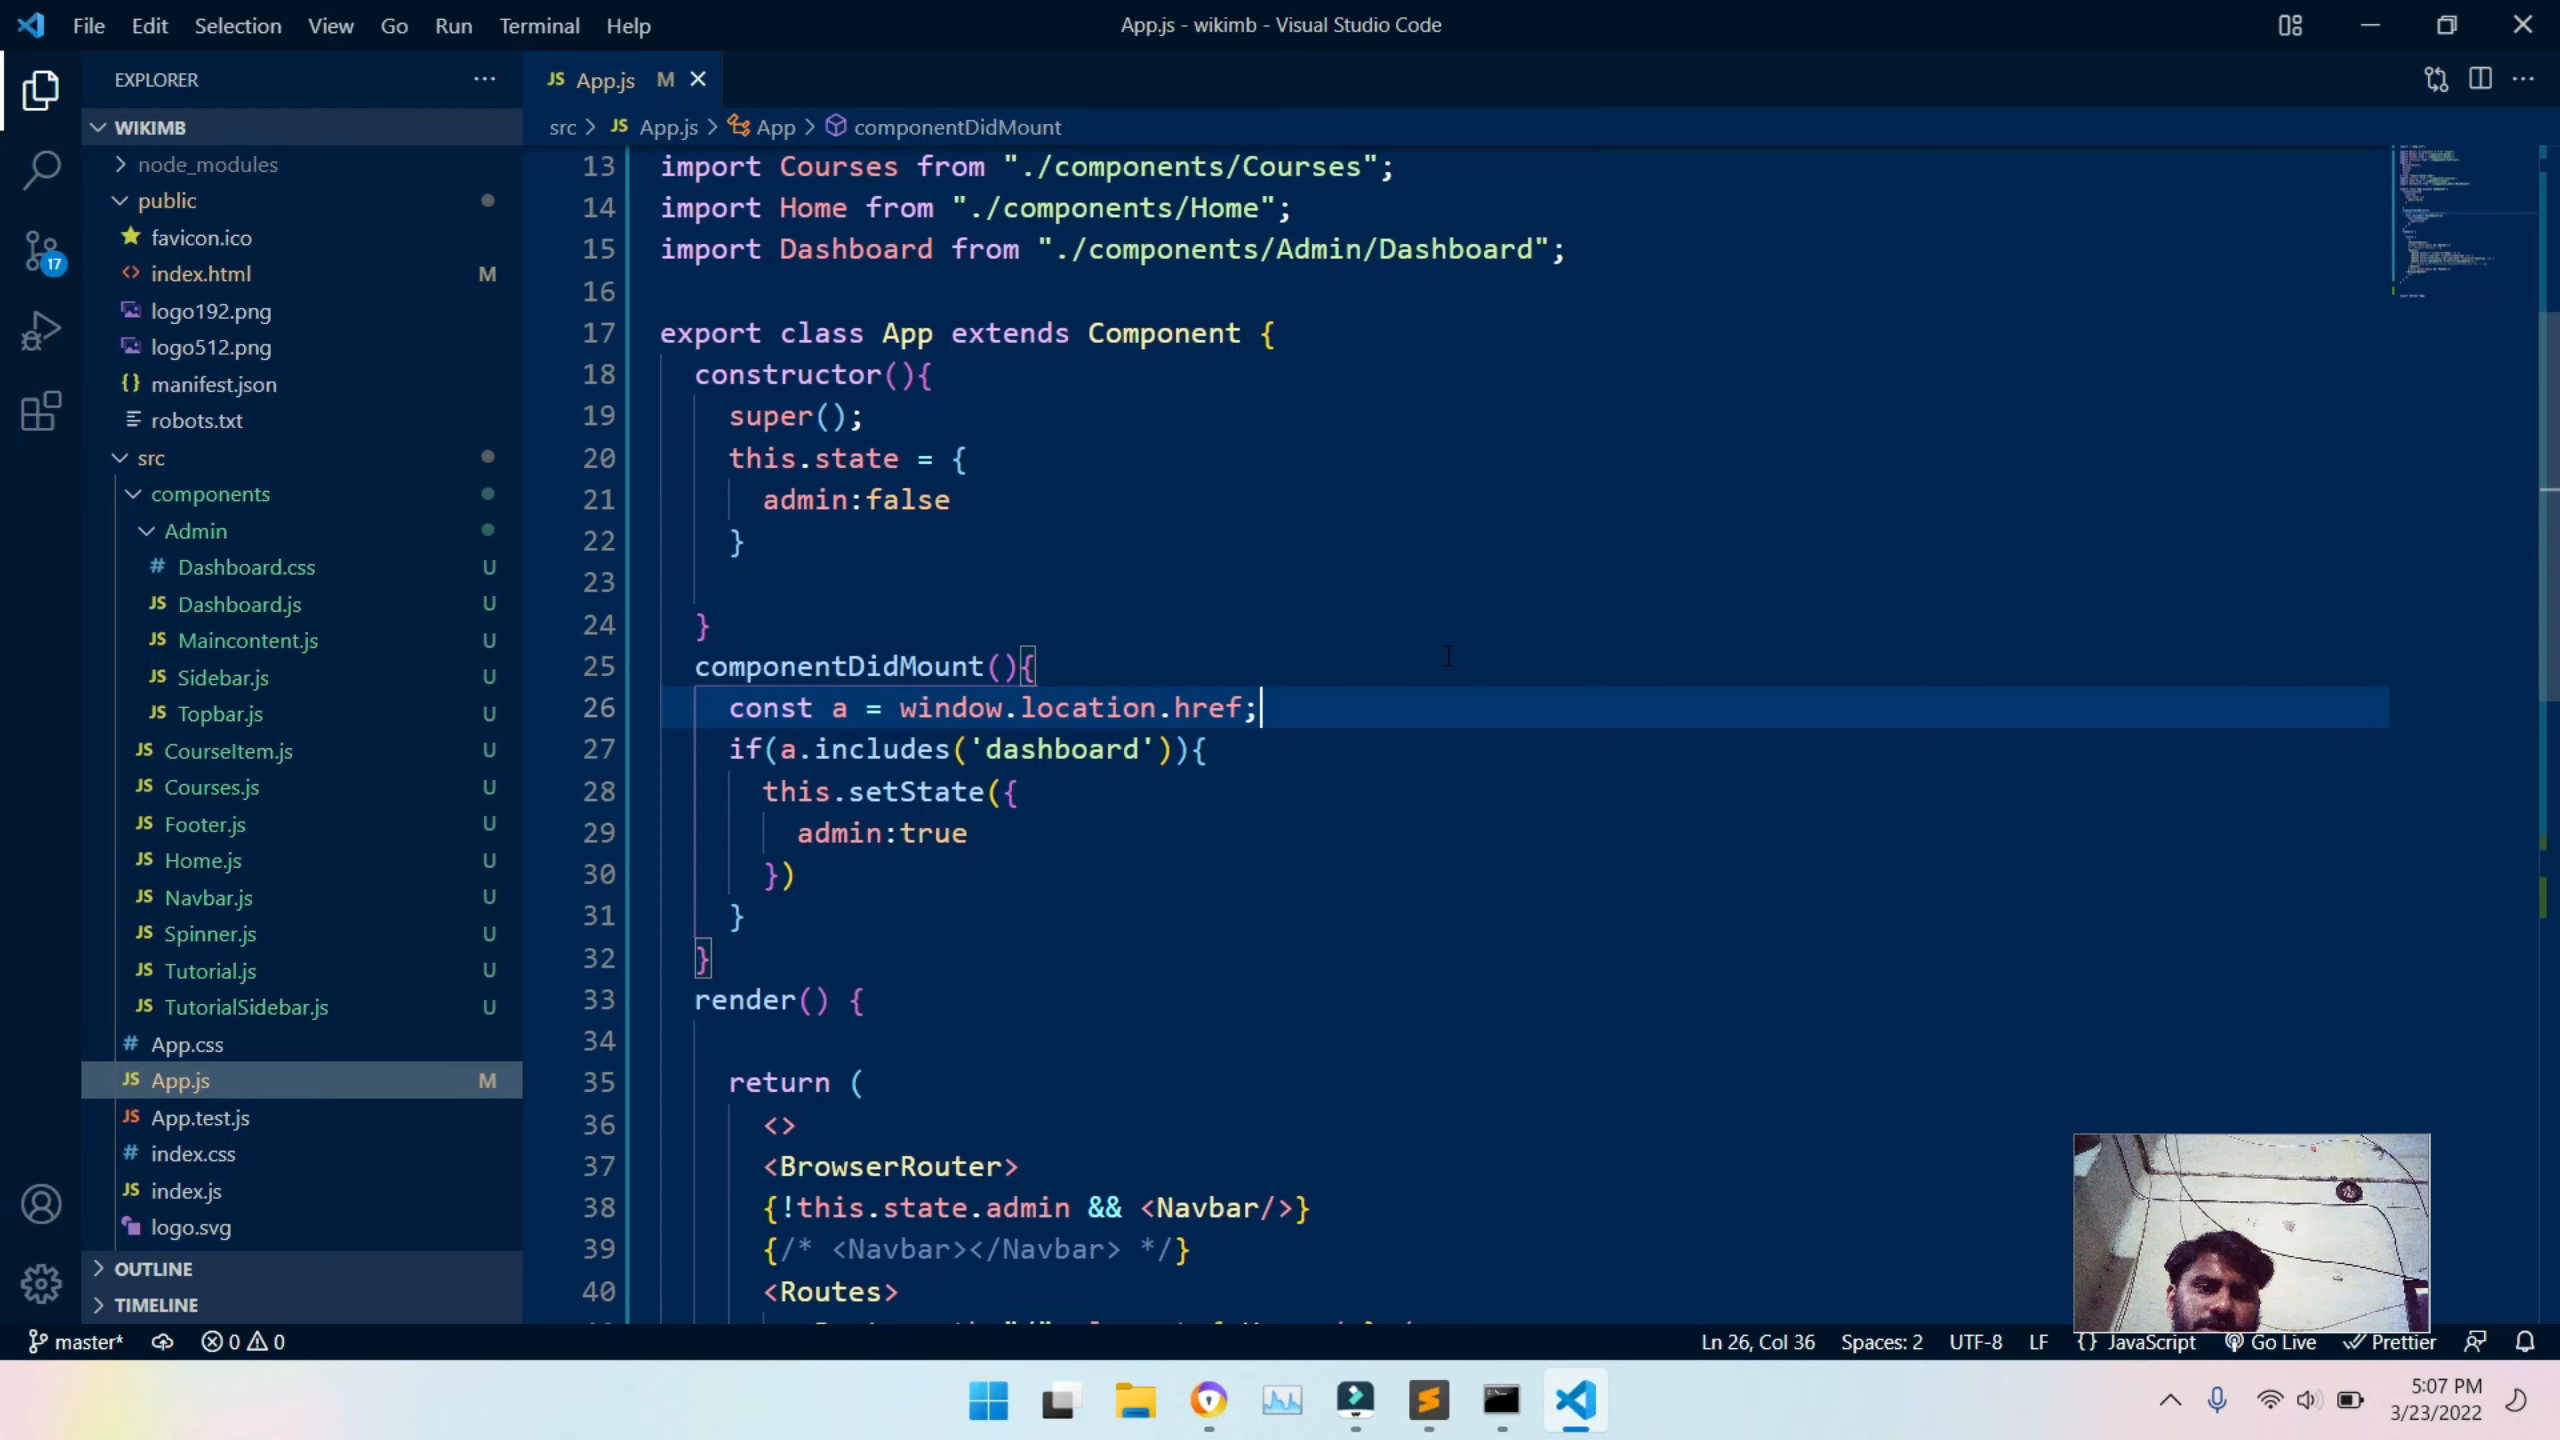 File Edit Selection View Go Run Terminal Help
App.js - wikimb - Visual Studio Code
EXPLORER
WIKIMB
node_modules
public
favicon.ico
index.html M
logo192.png
logo512.png
manifest.json
robots.txt
src
components
Admin
Dashboard.css U
Dashboard.js U
Maincontent.js U
Sidebar.js U
Topbar.js U
CourseItem.js U
Courses.js U
Footer.js U
Home.js U
Navbar.js U
Spinner.js U
Tutorial.js U
TutorialSidebar.js U
App.css
App.js M
App.test.js
index.css
index.js
logo.svg
OUTLINE
TIMELINE
17
JS App.js M
src > JS App.js > App > componentDidMount
13 import Courses from "./components/Courses";
14 import Home from "./components/Home";
15 import Dashboard from "./components/Admin/Dashboard";
16
17 export class App extends Component {
18 constructor(){
19 super();
20 this.state = {
21 admin:false
22 }
23
24 }
25 componentDidMount(){
26 const a = window.location.href;
27 if(a.includes('dashboard')){
28 this.setState({
29 admin:true
30 })
31 }
32 }
33 render() {
34
35 return (
36 <>
37 <BrowserRouter>
38 {!this.state.admin && <Navbar/>}
39 {/* <Navbar></Navbar> */}
40 <Routes>
master* 0 0
Ln 26, Col 36 Spaces: 2 UTF-8 LF {} JavaScript Go Live Prettier
5:07 PM
3/23/2022